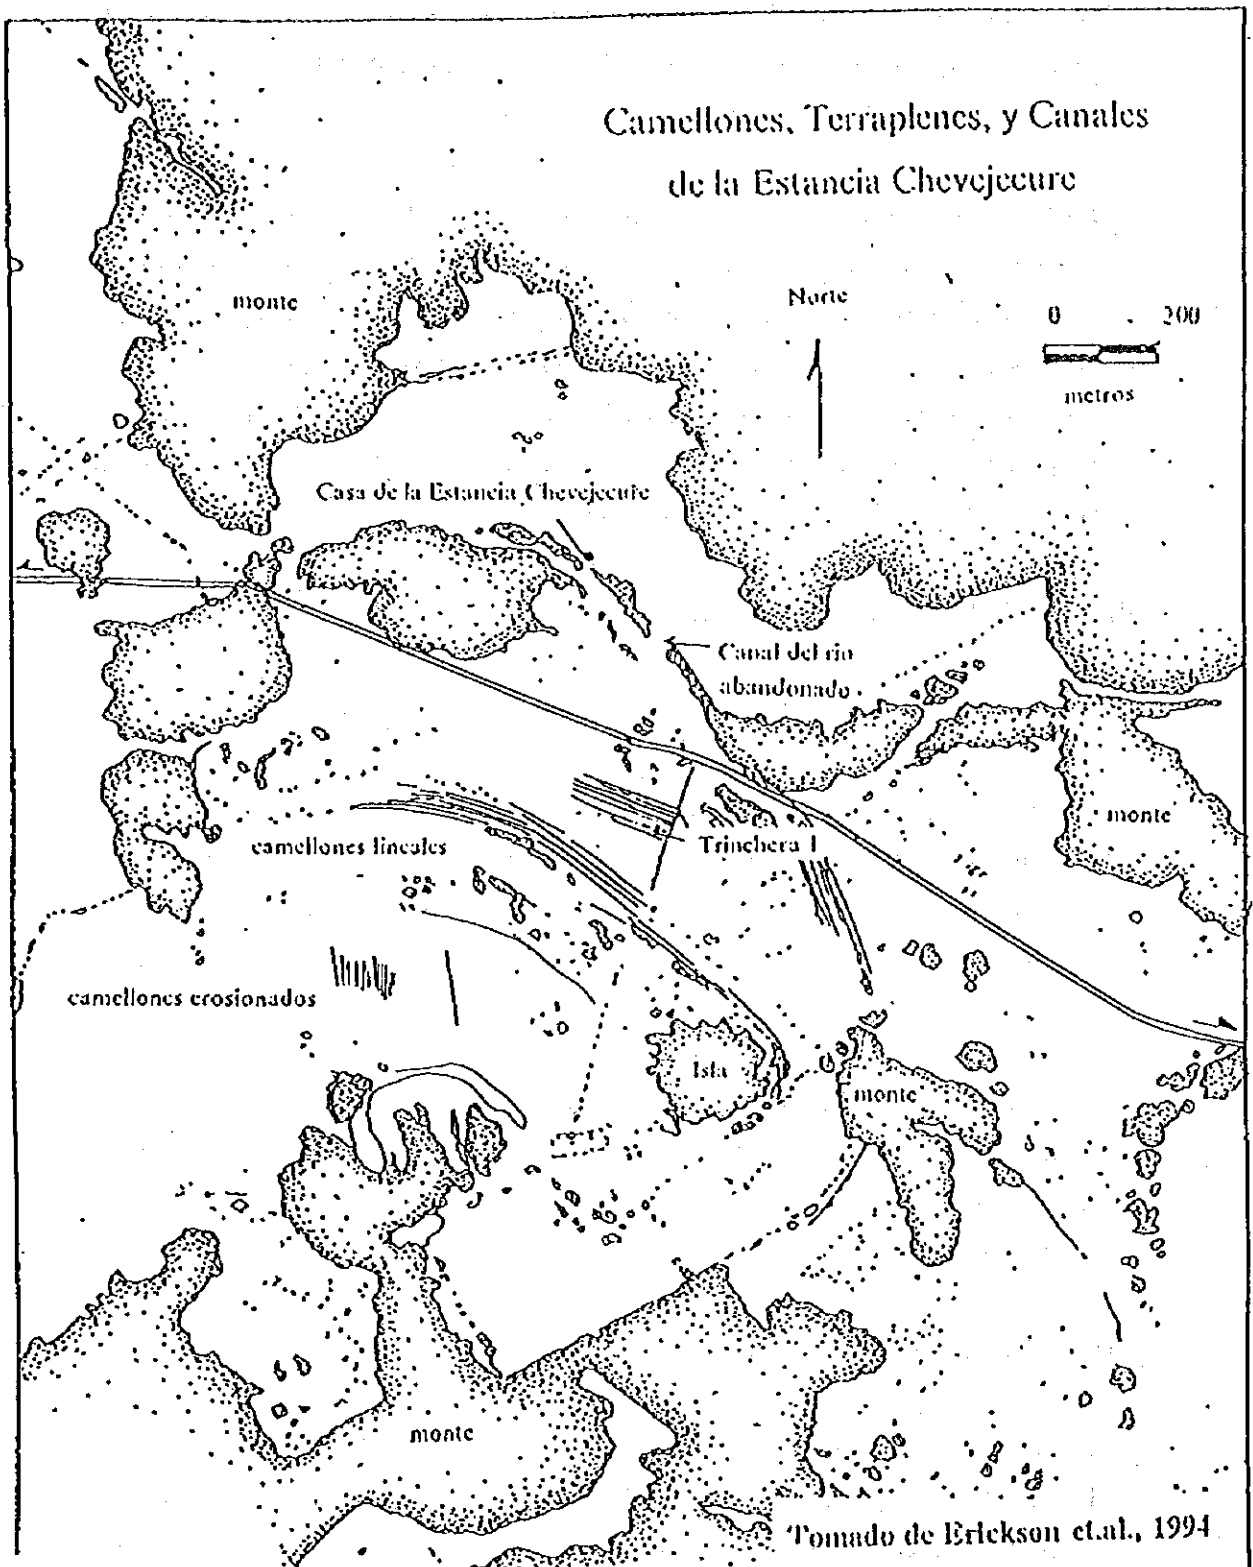 Camellones, Terraplenes, y Canales
de la Estancia Chevejecure
monte
Norte
0 200
metros
Casa de la Estancia Chevejecure
Canal del río
abandonado
monte
camellones lineales
Trinchera 1
camellones erosionados
Isla
monte
monte
Tomado de Erickson et.al., 1994